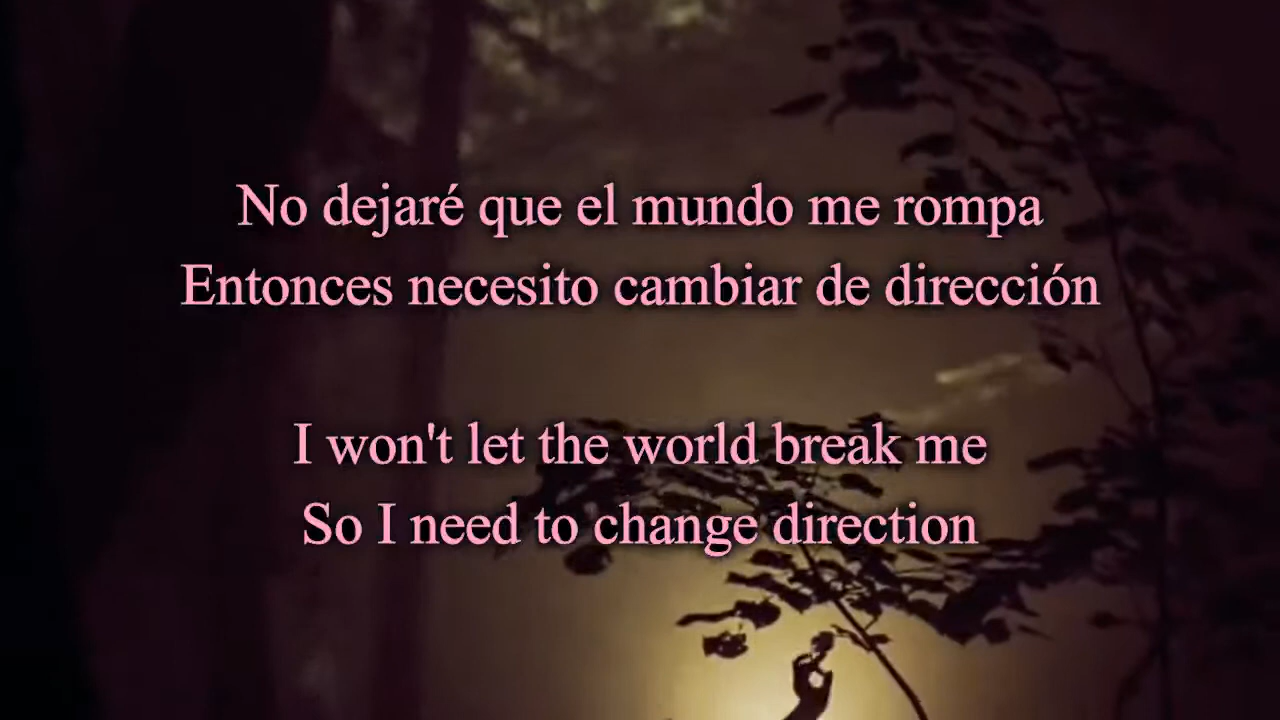 No dejaré que el mundo me rompa
Entonces necesito cambiar de dirección
I won't let the world break me
So I need to change direction